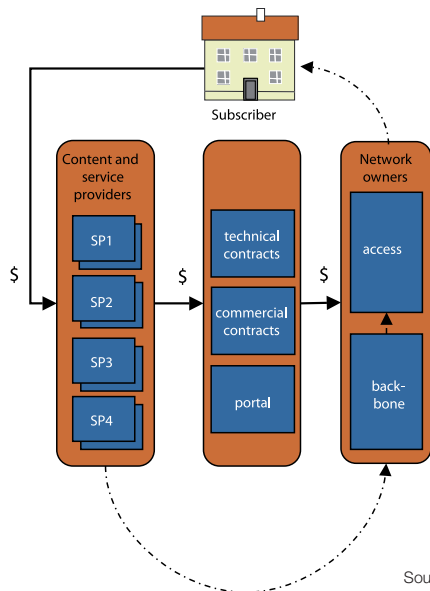 Subscriber
Content and
service
providers
SP1
SP2
SP3
SP4
$
$
technical
contracts
commercial
contracts
portal
$
Network
owners
access
back-
bone
Sou